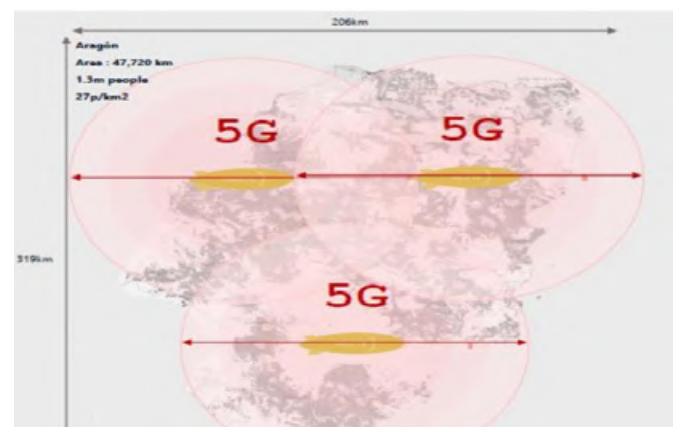 206km
Aragón
Area : 47,720 km
1.3m people
27p/km2
5G
5G
319km
5G